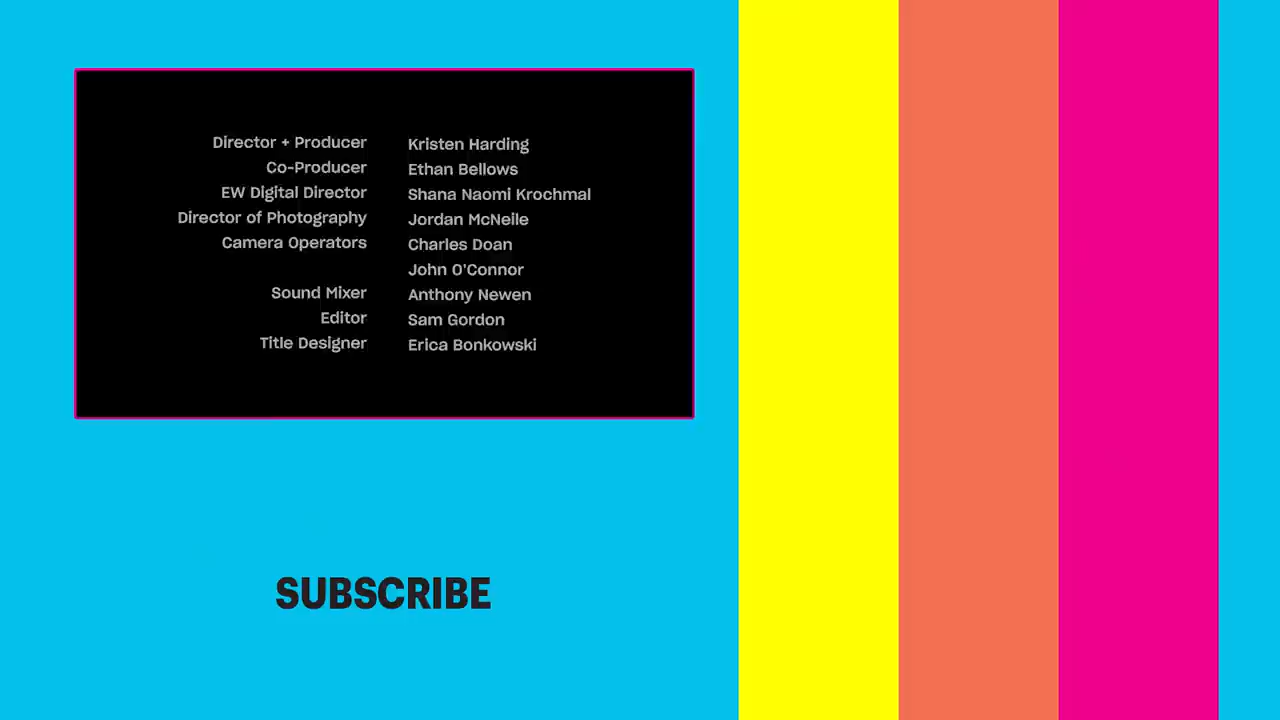 Director + Producer Kristen Harding
Co-Producer Ethan Bellows
EW Digital Director Shana Naomi Krochmal
Director of Photography Jordan McNeile
Camera Operators Charles Doan
John O'Connor
Sound Mixer Anthony Newen
Editor Sam Gordon
Title Designer Erica Bonkowski
SUBSCRIBE